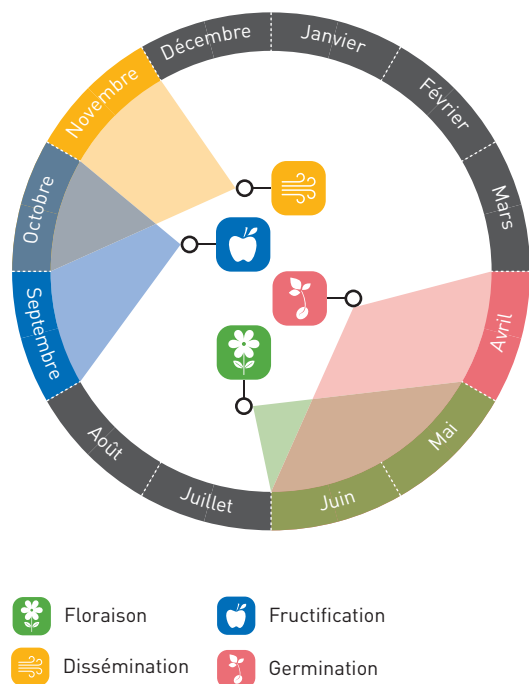 Janvier
Février
Mars
Avril
Mai
Juin
Juillet
Août
Septembre
Octobre
Novembre
Décembre
Floraison
Fructification
Dissémination
Germination